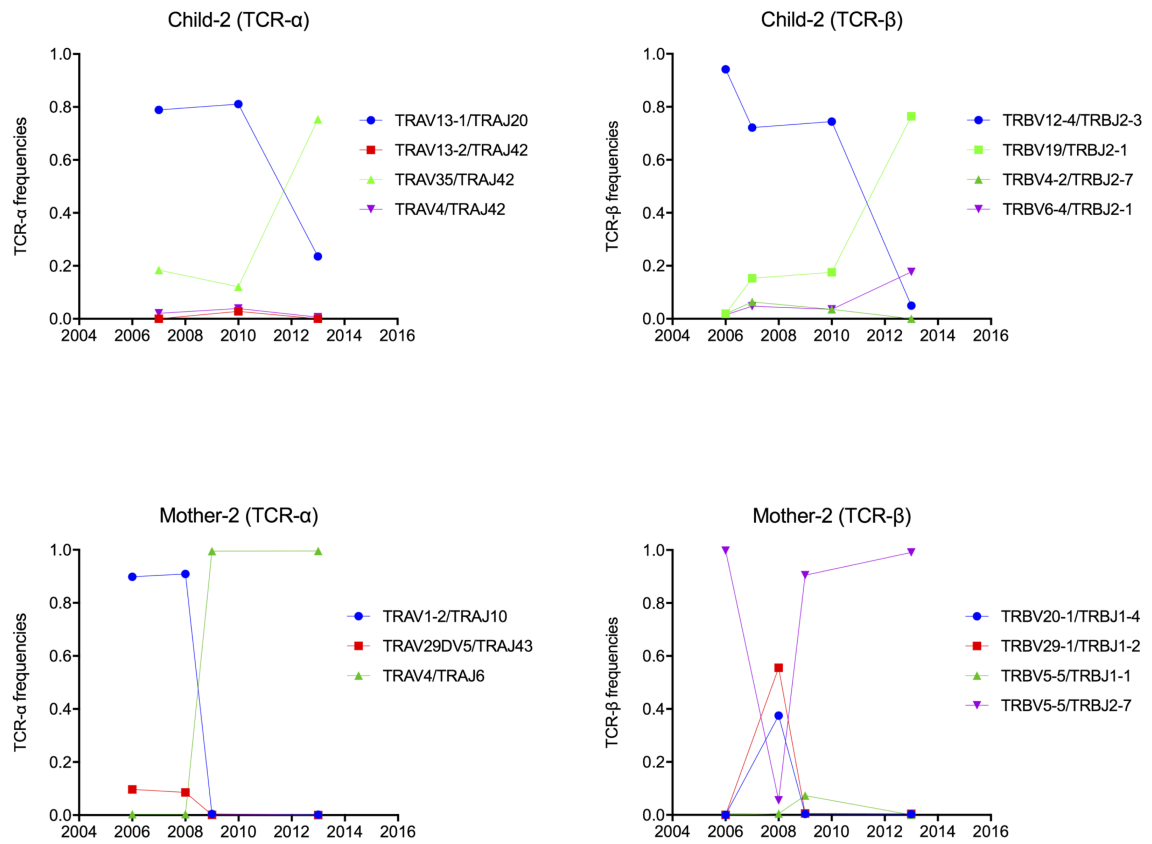 Child-2 (TCR-α)
TCR-α frequencies
1.0
0.8
0.6
0.4
0.2
0.0
2004 2006 2008 2010 2012 2014 2016
TRAV13-1/TRAJ20
TRAV13-2/TRAJ42
TRAV35/TRAJ42
TRAV4/TRAJ42
Child-2 (TCR-β)
TCR-β frequencies
1.0
0.8
0.6
0.4
0.2
0.0
2004 2006 2008 2010 2012 2014 2016
TRBV12-4/TRBJ2-3
TRBV19/TRBJ2-1
TRBV4-2/TRBJ2-7
TRBV6-4/TRBJ2-1
Mother-2 (TCR-α)
TCR-α frequencies
1.0
0.8
0.6
0.4
0.2
0.0
2004 2006 2008 2010 2012 2014 2016
TRAV1-2/TRAJ10
TRAV29DV5/TRAJ43
TRAV4/TRAJ6
Mother-2 (TCR-β)
TCR-β frequencies
1.0
0.8
0.6
0.4
0.2
0.0
2004 2006 2008 2010 2012 2014 2016
TRBV20-1/TRBJ1-4
TRBV29-1/TRBJ1-2
TRBV5-5/TRBJ1-1
TRBV5-5/TRBJ2-7